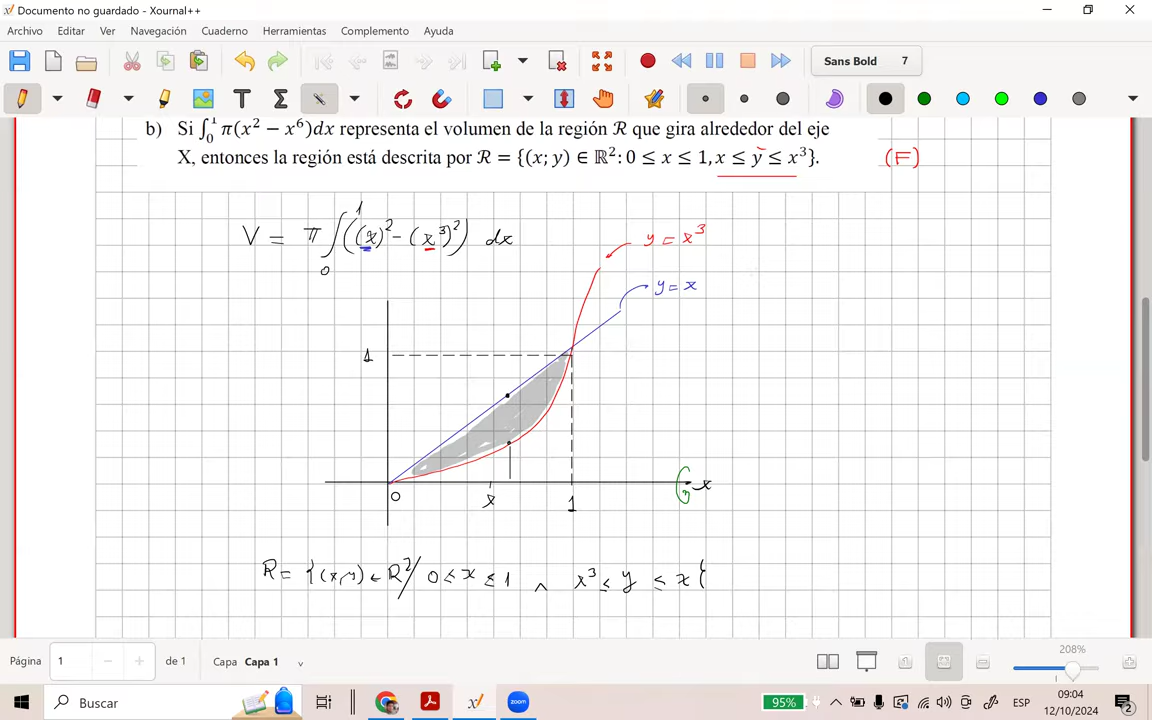 Documento no guardado - Xournal++
Archivo Editar Ver Navegación Cuaderno Herramientas Complemento Ayuda
Sans Bold 7
b) Si ∫₀¹ π(x² − x⁶)dx representa el volumen de la región ℛ que gira alrededor del eje
X, entonces la región está descrita por ℛ = {(x; y) ∈ ℝ²: 0 ≤ x ≤ 1, x ≤ y ≤ x³}. (F)
V = π ∫₀¹ ((x)² - (x³)²) dx
y = x³
y = x
1
0 x 1 x
R = {(x,y) ∈ R² / 0 ≤ x ≤ 1 ∧ x³ ≤ y ≤ x}
Página 1 de 1 Capa Capa 1 208%
Buscar zoom 95% ESP 09:04
12/10/2024 2